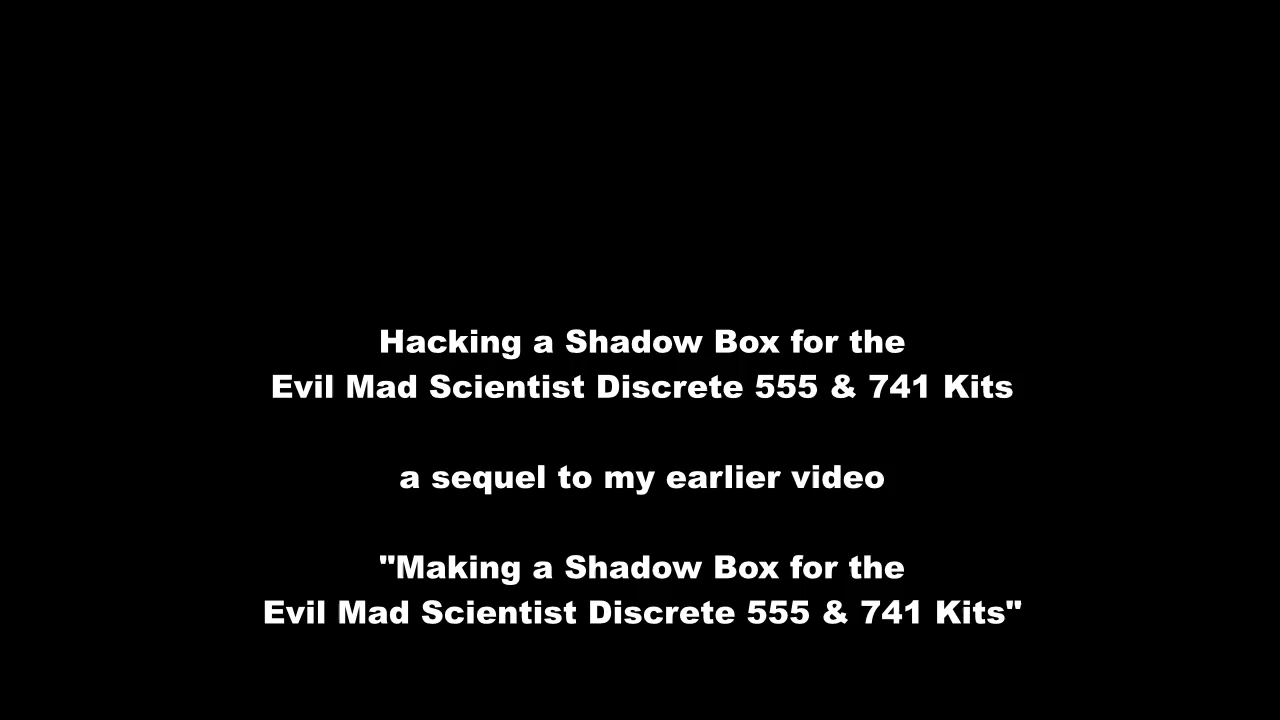 Hacking a Shadow Box for the
Evil Mad Scientist Discrete 555 & 741 Kits
a sequel to my earlier video
"Making a Shadow Box for the
Evil Mad Scientist Discrete 555 & 741 Kits"